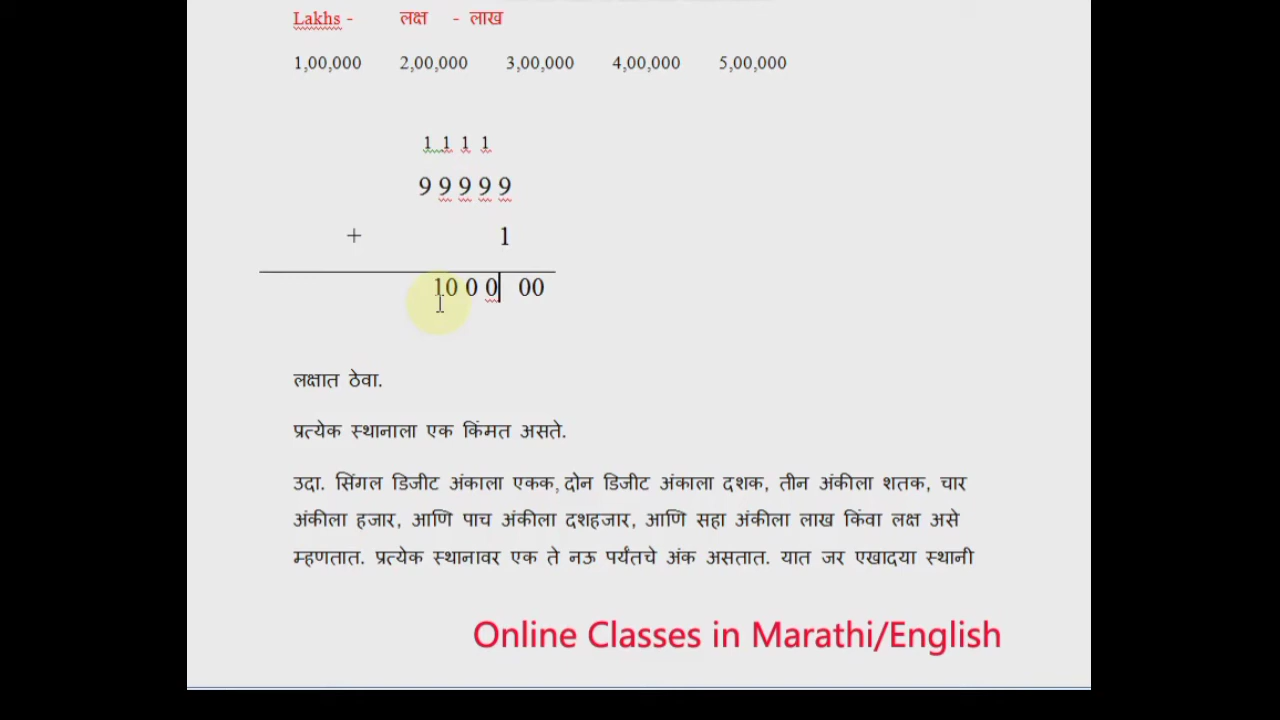 Lakhs - लक्ष - लाख
1,00,000 2,00,000 3,00,000 4,00,000 5,00,000
1 1 1 1
9 9 9 9 9
+ 1
10 0 0 00
लक्षात ठेवा.
प्रत्येक स्थानाला एक किंमत असते.
उदा. सिंगल डिजीट अंकाला एकक, दोन डिजीट अंकाला दशक, तीन अंकीला शतक, चार
अंकीला हजार, आणि पाच अंकीला दशहजार, आणि सहा अंकीला लाख किंवा लक्ष असे
म्हणतात. प्रत्येक स्थानावर एक ते नऊ पर्यंतचे अंक असतात. यात जर एखादया स्थानी
Online Classes in Marathi/English